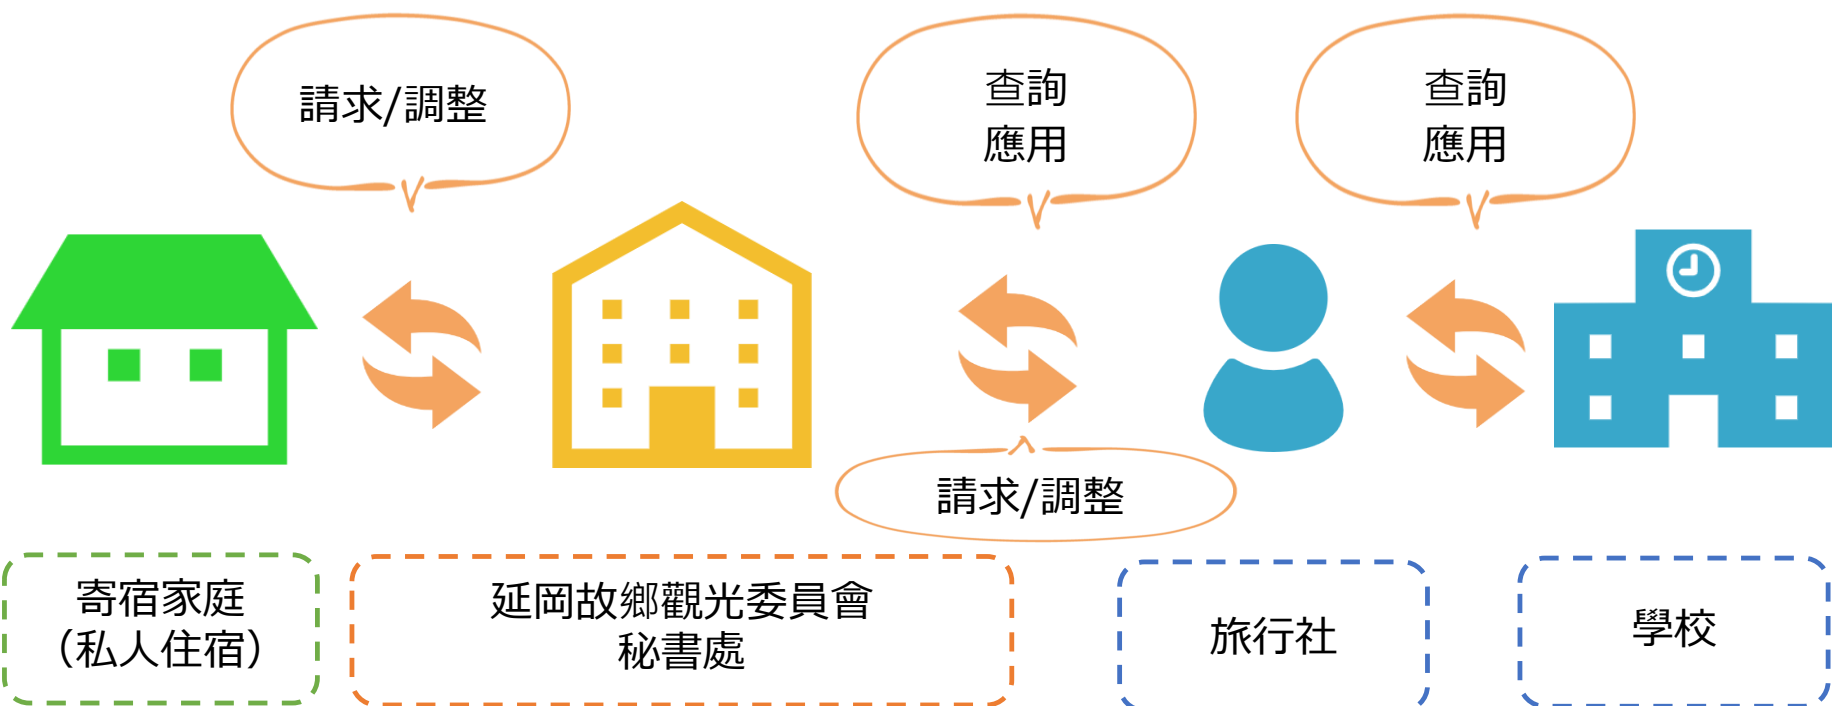 請求/調整
查詢
應用
查詢
應用
請求/調整
寄宿家庭
（私人住宿）
延岡故鄉觀光委員會
秘書處
旅行社
學校